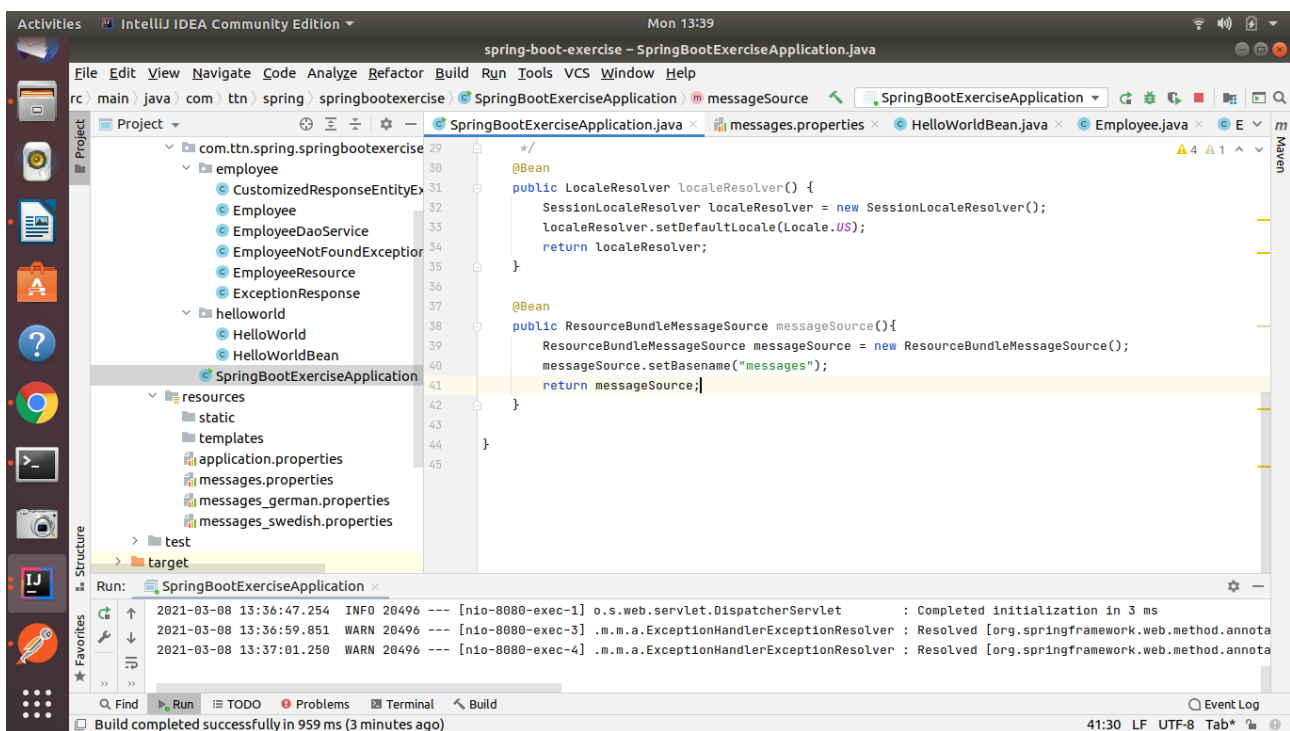 Activities IntelliJ IDEA Community Edition Mon 13:39
spring-boot-exercise – SpringBootExerciseApplication.java
File Edit View Navigate Code Analyze Refactor Build Run Tools VCS Window Help
rc main java com ttn spring springbootexercise SpringBootExerciseApplication messageSource SpringBootExerciseApplication
Project
SpringBootExerciseApplication.java messages.properties HelloWorldBean.java Employee.java E
Project
Maven
com.ttn.spring.springbootexercise
employee
CustomizedResponseEntityEx
Employee
EmployeeDaoService
EmployeeNotFoundException
EmployeeResource
ExceptionResponse
helloworld
HelloWorld
HelloWorldBean
SpringBootExerciseApplication
resources
static
templates
application.properties
messages.properties
messages_german.properties
messages_swedish.properties
test
target
4 1
29 */
30 @Bean
31 public LocaleResolver localeResolver() {
32 SessionLocaleResolver localeResolver = new SessionLocaleResolver();
33 localeResolver.setDefaultLocale(Locale.US);
34 return localeResolver;
35 }
36
37 @Bean
38 public ResourceBundleMessageSource messageSource(){
39 ResourceBundleMessageSource messageSource = new ResourceBundleMessageSource();
40 messageSource.setBasename("messages");
41 return messageSource;
42 }
43
44 }
45
Structure
Favorites
Run: SpringBootExerciseApplication
2021-03-08 13:36:47.254 INFO 20496 --- [nio-8080-exec-1] o.s.web.servlet.DispatcherServlet : Completed initialization in 3 ms
2021-03-08 13:36:59.851 WARN 20496 --- [nio-8080-exec-3] .m.m.a.ExceptionHandlerExceptionResolver : Resolved [org.springframework.web.method.annota
2021-03-08 13:37:01.250 WARN 20496 --- [nio-8080-exec-4] .m.m.a.ExceptionHandlerExceptionResolver : Resolved [org.springframework.web.method.annota
Find Run TODO Problems Terminal Build Event Log
Build completed successfully in 959 ms (3 minutes ago) 41:30 LF UTF-8 Tab*